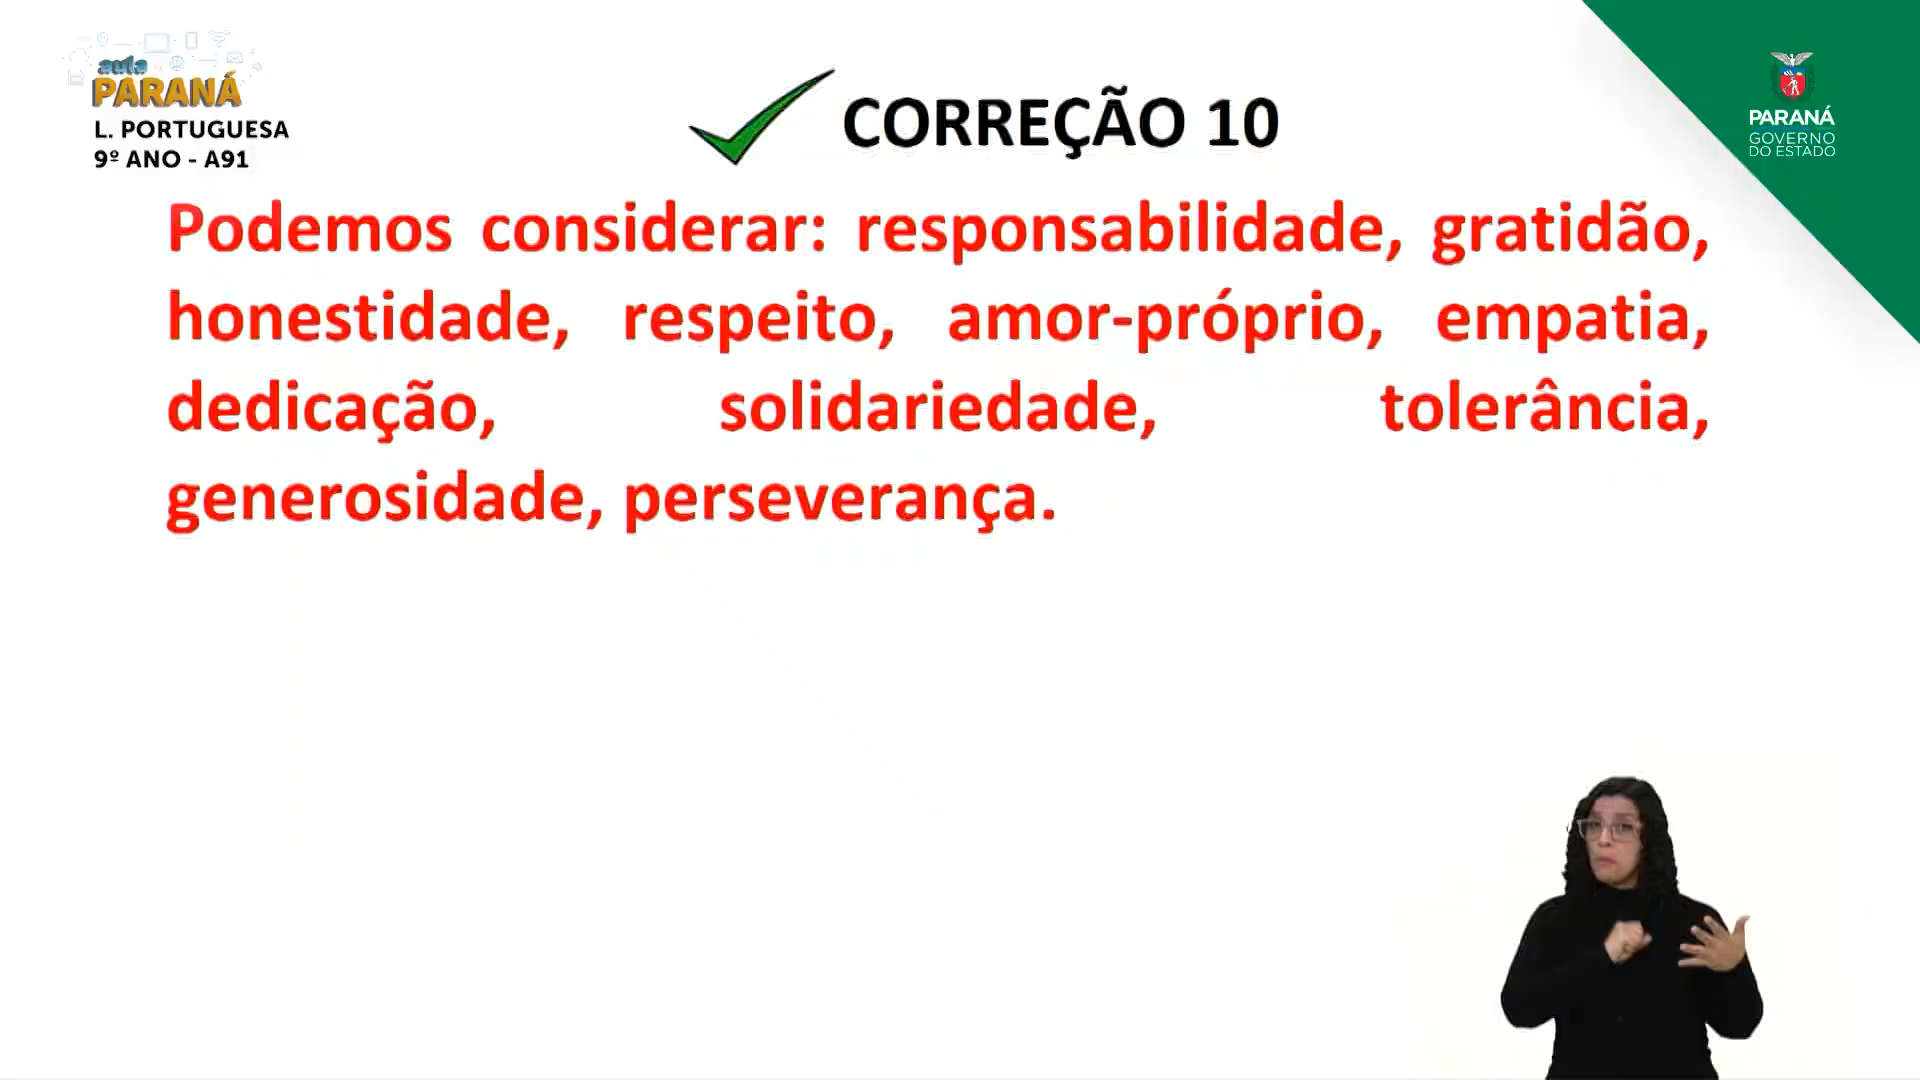 aula
PARANÁ
L. PORTUGUESA
9º ANO - A91
CORREÇÃO 10
PARANÁ
GOVERNO
DO ESTADO
Podemos considerar: responsabilidade, gratidão,
honestidade, respeito, amor-próprio, empatia,
dedicação, solidariedade, tolerância,
generosidade, perseverança.